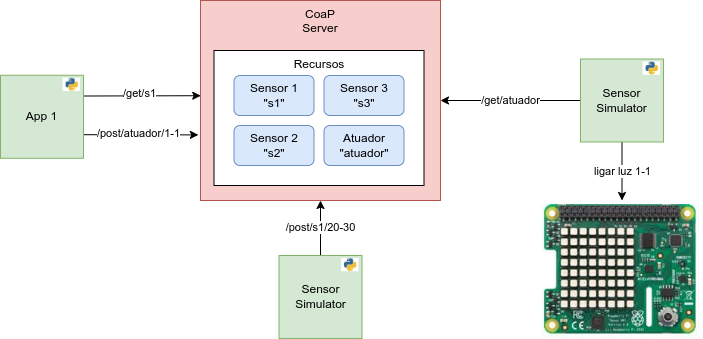 CoaP
Server
Recursos
Sensor 1
"s1"
Sensor 3
"s3"
Sensor 2
"s2"
Atuador
"atuador"
App 1
/get/s1
/post/atuador/1-1
/get/atuador
Sensor
Simulator
ligar luz 1-1
/post/s1/20-30
Sensor
Simulator